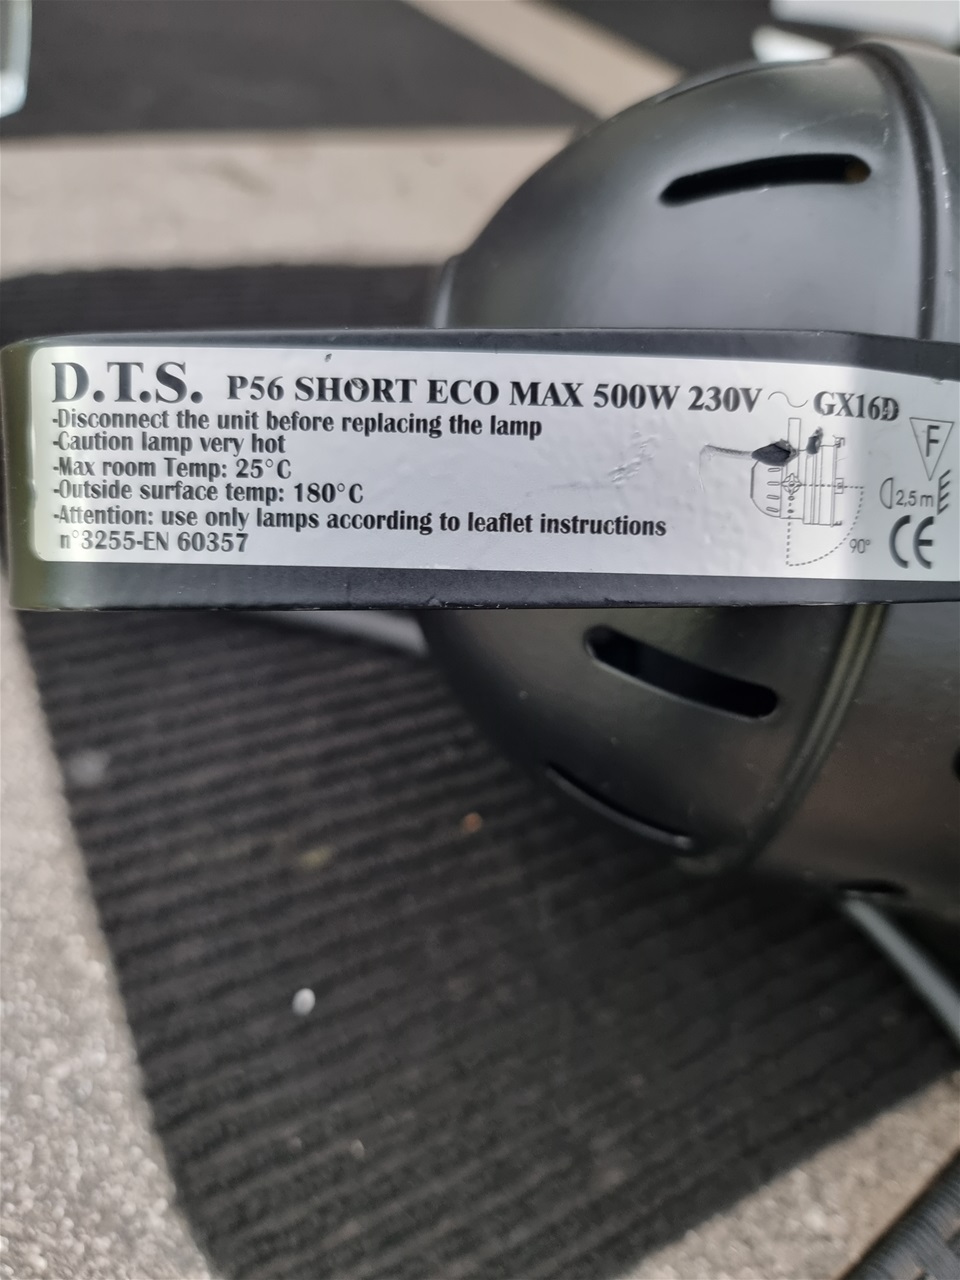 D.T.S. P56 SHORT ECO MAX 500W 230V~ GX16D
-Disconnect the unit before replacing the lamp
-Caution lamp very hot
-Max room Temp: 25°C
-Outside surface temp: 180°C
-Attention: use only lamps according to leaflet instructions
n°3255-EN 60357
F
2,5m
90°
CE